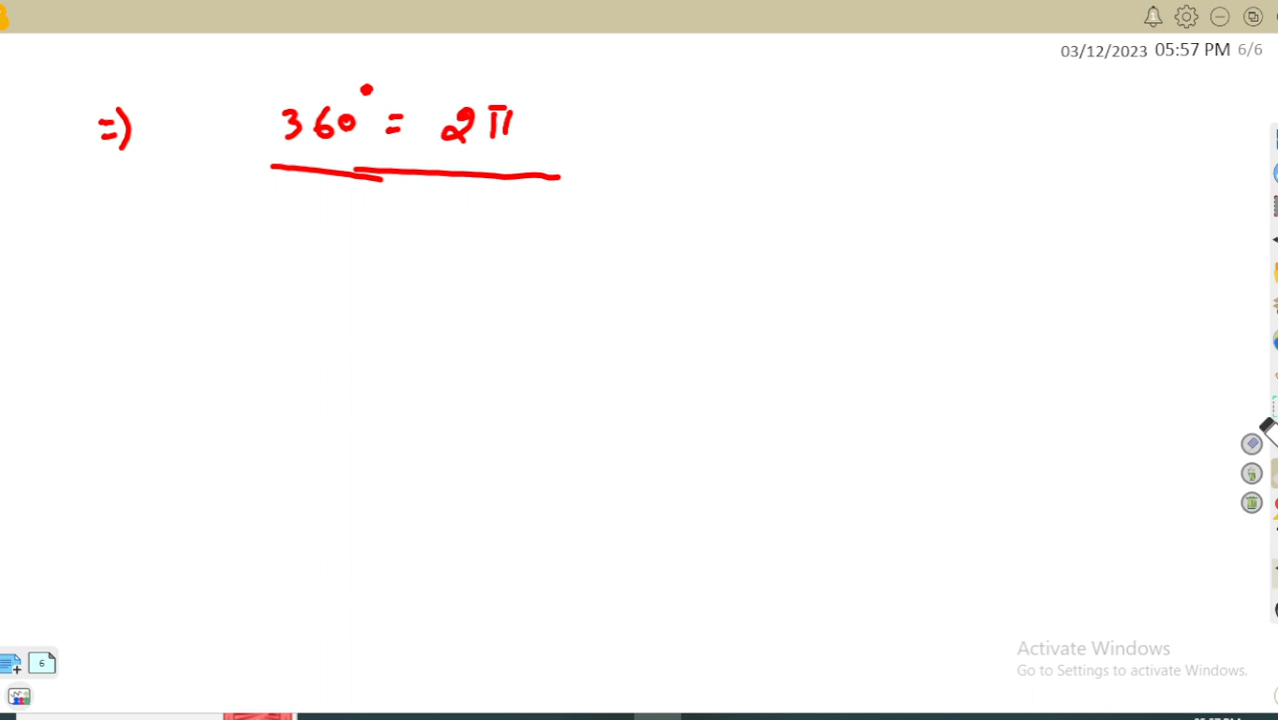 03/12/2023 05:57 PM 6/6
=) 360° = 2π
6
Activate Windows
Go to Settings to activate Windows.